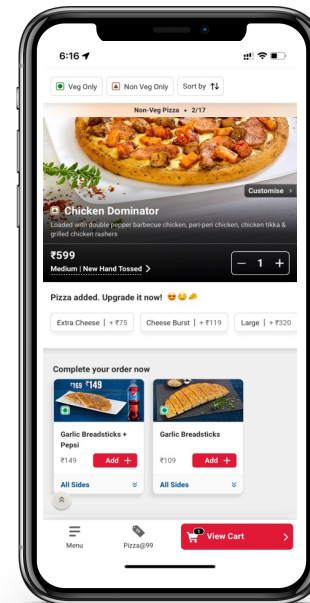 6:16
Veg Only
Non Veg Only
Sort by
Non-Veg Pizza • 2/17
Customise
Chicken Dominator
Loaded with double pepper barbecue chicken, peri-peri chicken, chicken tikka &
grilled chicken rashers
₹599
Medium | New Hand Tossed
− 1 +
Pizza added. Upgrade it now! 😍😋🍕
Extra Cheese | + ₹75
Cheese Burst | + ₹119
Large | + ₹320
Complete your order now
₹169 ₹149
Garlic Breadsticks +
Pepsi
₹149
Add +
All Sides
Garlic Breadsticks
₹109
Add +
All Sides
Menu
Pizza@99
1
View Cart